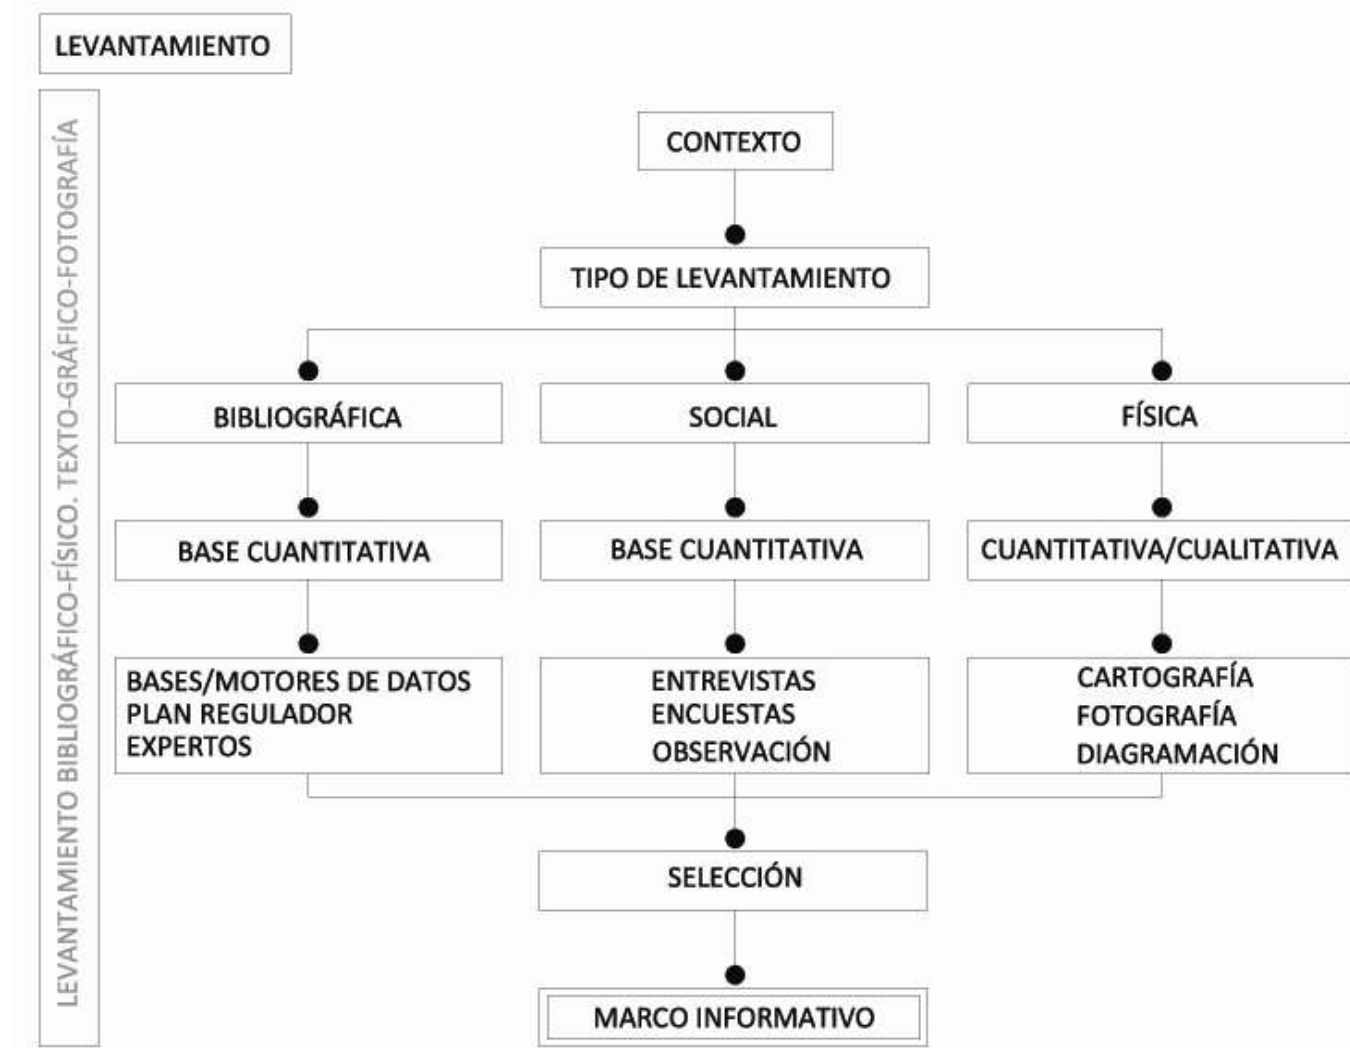 LEVANTAMIENTO
LEVANTAMIENTO BIBLIOGRÁFICO-FÍSICO. TEXTO-GRÁFICO-FOTOGRAFÍA
CONTEXTO
TIPO DE LEVANTAMIENTO
BIBLIOGRÁFICA
SOCIAL
FÍSICA
BASE CUANTITATIVA
BASE CUANTITATIVA
CUANTITATIVA/CUALITATIVA
BASES/MOTORES DE DATOS
PLAN REGULADOR
EXPERTOS
ENTREVISTAS
ENCUESTAS
OBSERVACIÓN
CARTOGRAFÍA
FOTOGRAFÍA
DIAGRAMACIÓN
SELECCIÓN
MARCO INFORMATIVO